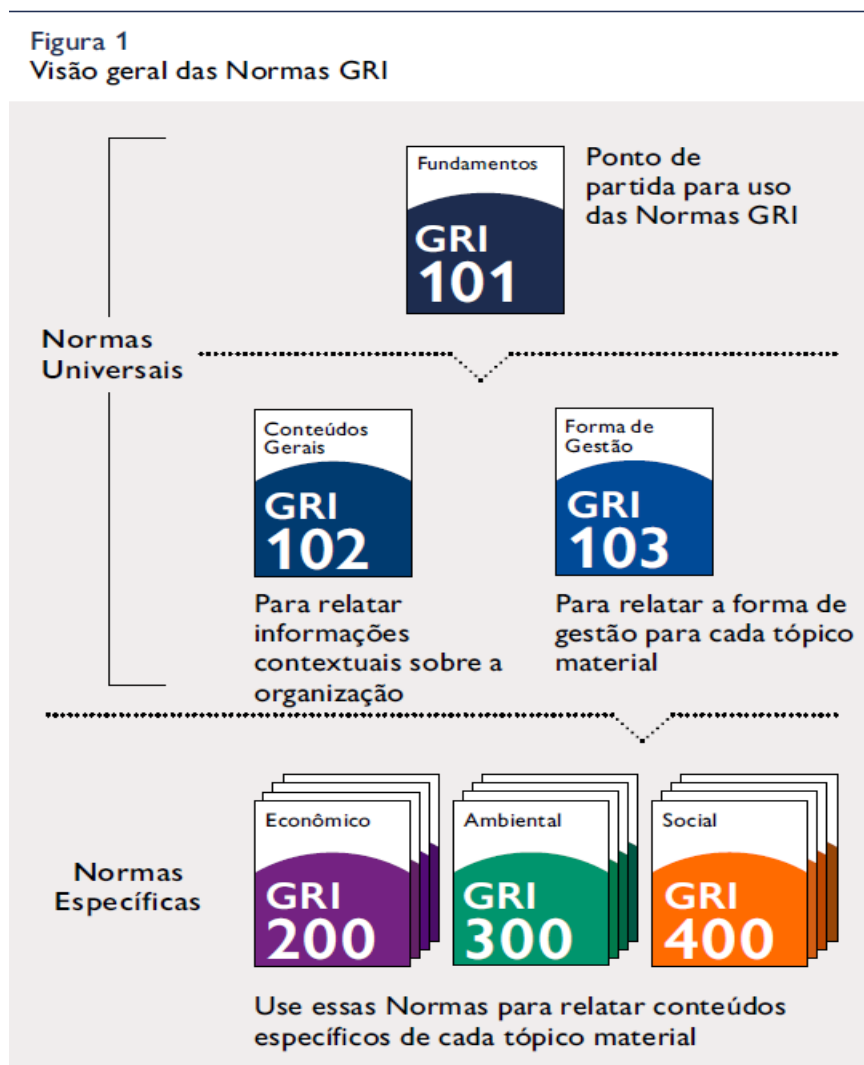 Figura 1
Visão geral das Normas GRI
Fundamentos
GRI
101
Ponto de
partida para uso
das Normas GRI
Normas
Universais
Conteúdos
Gerais
GRI
102
Forma de
Gestão
GRI
103
Para relatar
informações
contextuais sobre a
organização
Para relatar a forma de
gestão para cada tópico
material
Normas
Específicas
Econômico
GRI
200
Ambiental
GRI
300
Social
GRI
400
Use essas Normas para relatar conteúdos
específicos de cada tópico material